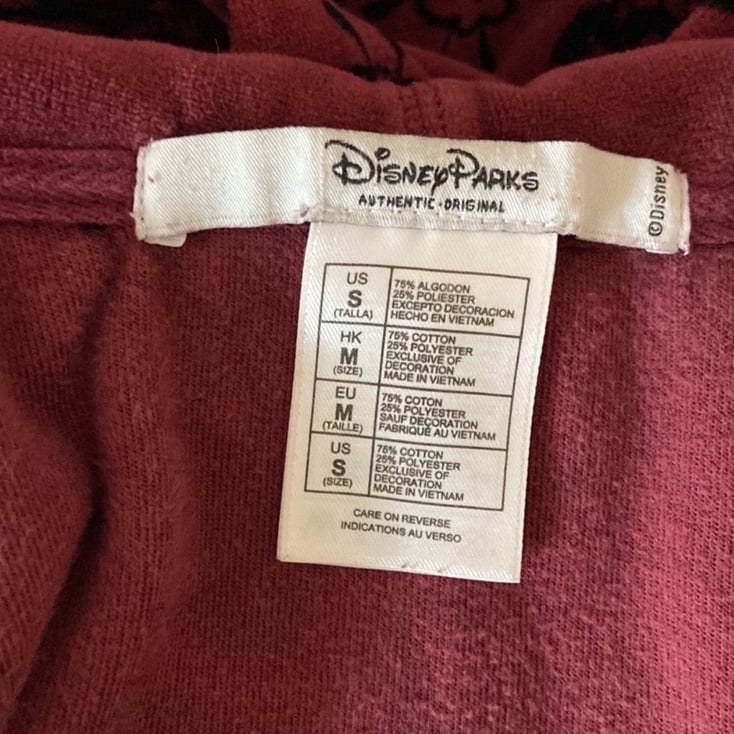 Disney Parks
AUTHENTIC·ORIGINAL
©Disney
US
S
(TALLA)
75% ALGODON
25% POLIESTER
EXCEPTO DECORACION
HECHO EN VIETNAM
HK
M
(SIZE)
75% COTTON
25% POLYESTER
EXCLUSIVE OF
DECORATION
MADE IN VIETNAM
EU
M
(TAILLE)
75% COTON
25% POLYESTER
SAUF DECORATION
FABRIQUÉ AU VIETNAM
US
S
(SIZE)
75% COTTON
25% POLYESTER
EXCLUSIVE OF
DECORATION
MADE IN VIETNAM
CARE ON REVERSE
INDICATIONS AU VERSO